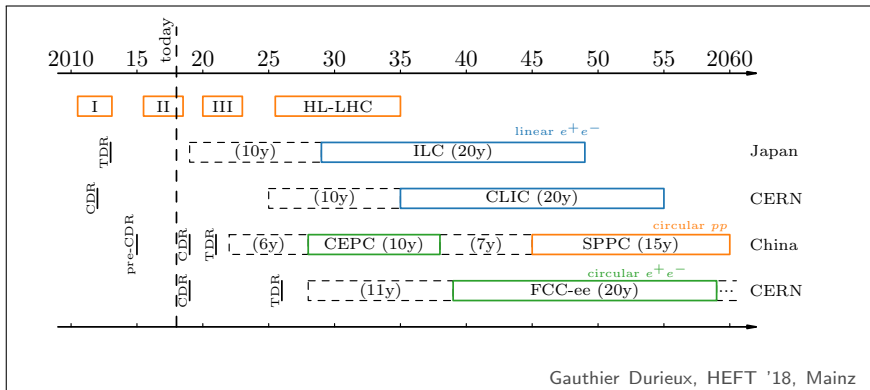 today
2010 15 20 25 30 35 40 45 50 55 2060
I II III HL-LHC
linear e⁺e⁻
TDR (10y) ILC (20y) Japan
CDR (10y) CLIC (20y) CERN
circular pp
pre-CDR CDR TDR (6y) CEPC (10y) (7y) SPPC (15y) China
circular e⁺e⁻
CDR TDR (11y) FCC-ee (20y) ... CERN
Gauthier Durieux, HEFT '18, Mainz